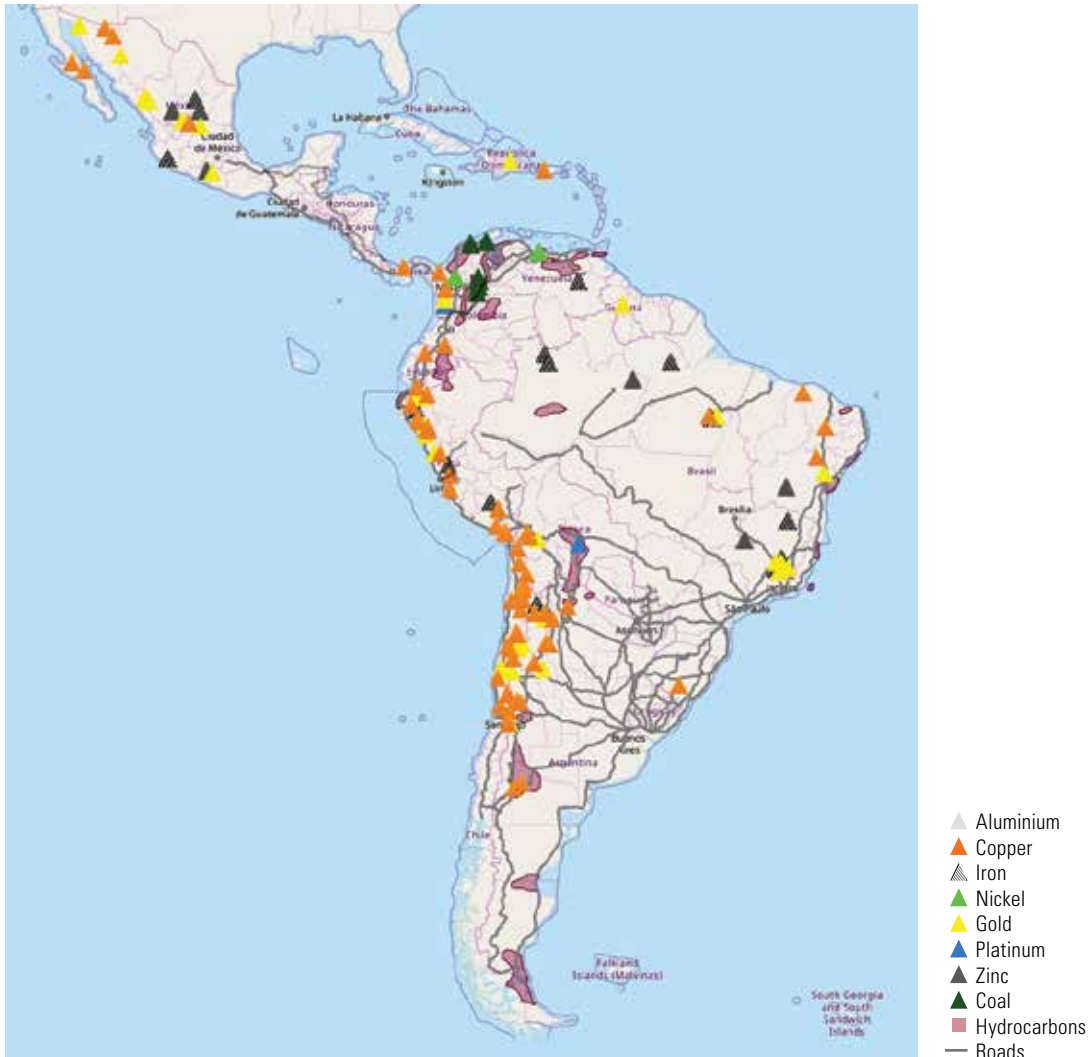 The Bahamas
La Habana
Cuba
República
Dominicana
Kingston
Ciudad
de México
Ciudad
de Guatemala
Honduras
Nicaragua
Venezuela
Brasil
Brasília
São Paulo
Buenos
Aires
Argentina
Chile
Falkland
Islands (Malvinas)
South Georgia
and South
Sandwich
Islands
Aluminium
Copper
Iron
Nickel
Gold
Platinum
Zinc
Coal
Hydrocarbons
Roads